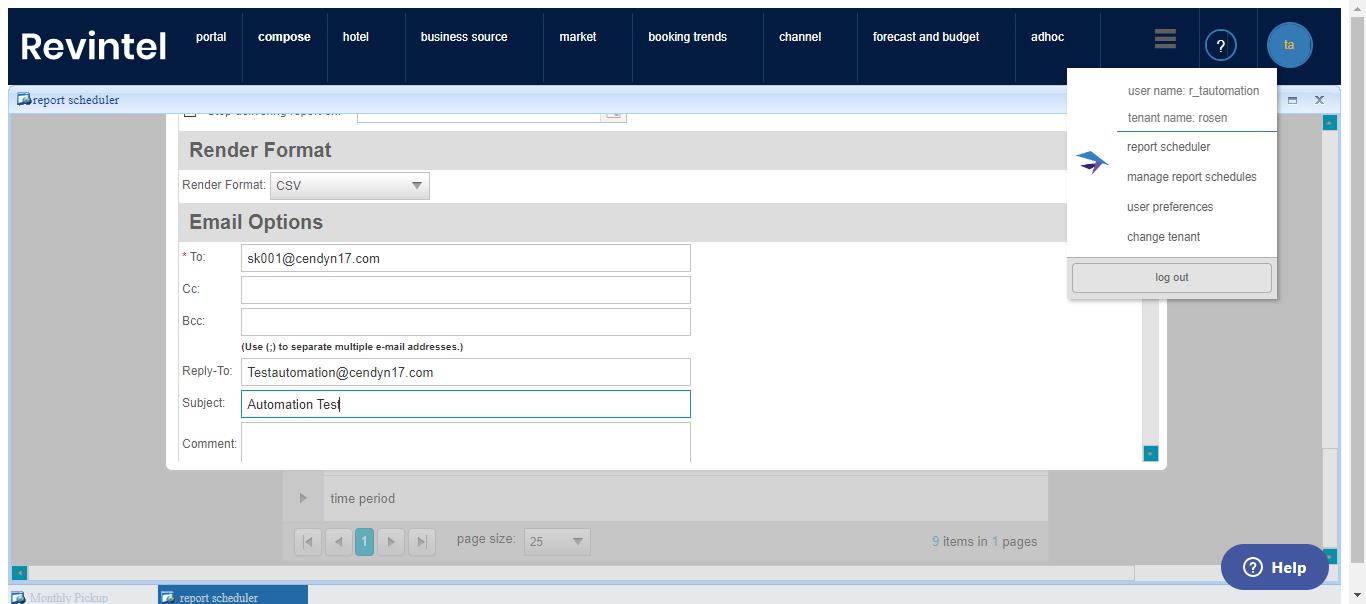 Revintel
portal
compose
hotel
business source
market
booking trends
channel
forecast and budget
adhoc
?
ta
report scheduler
user name: r_tautomation
tenant name: rosen
report scheduler
manage report schedules
user preferences
change tenant
log out
Render Format
Render Format: CSV
Email Options
* To: sk001@cendyn17.com
Cc:
Bcc:
(Use (;) to separate multiple e-mail addresses.)
Reply-To: Testautomation@cendyn17.com
Subject: Automation Test
Comment:
time period
1
page size: 25
9 items in 1 pages
? Help
Monthly Pickup
report scheduler